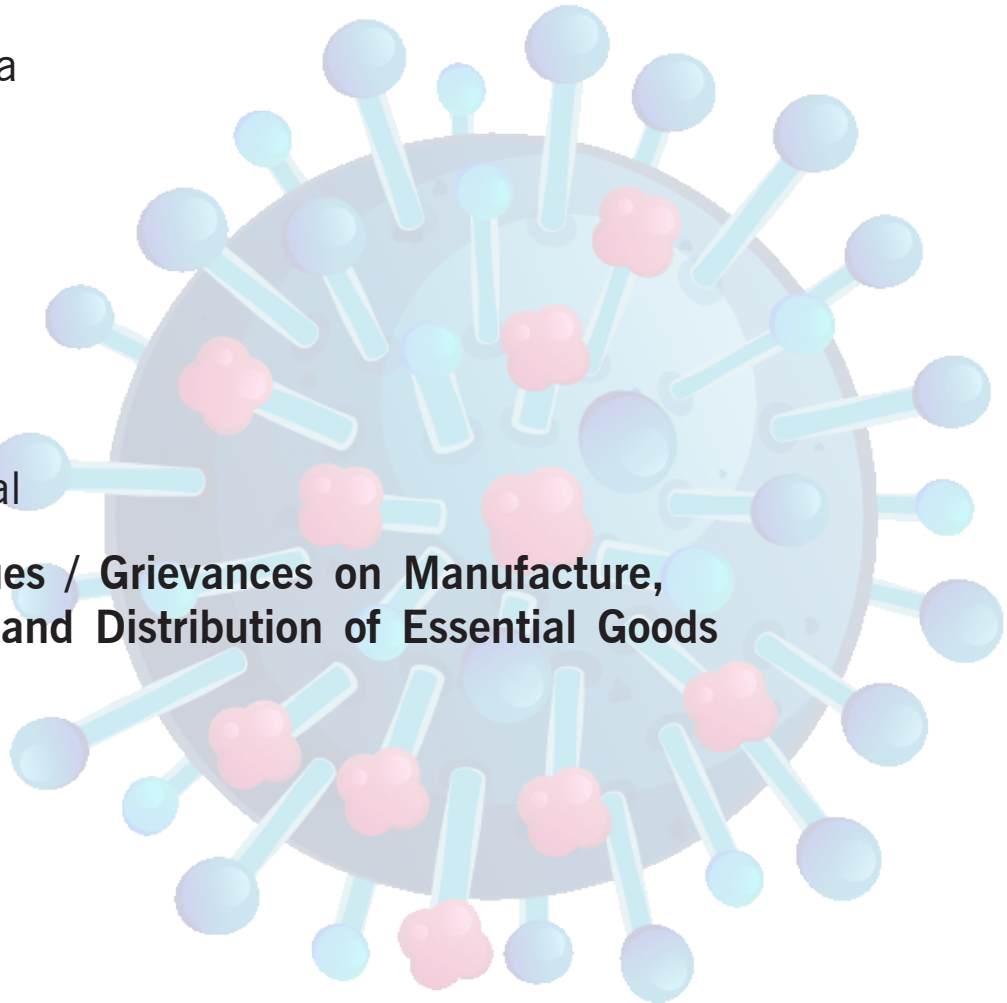 a
al
ues / Grievances on Manufacture,
and Distribution of Essential Goods